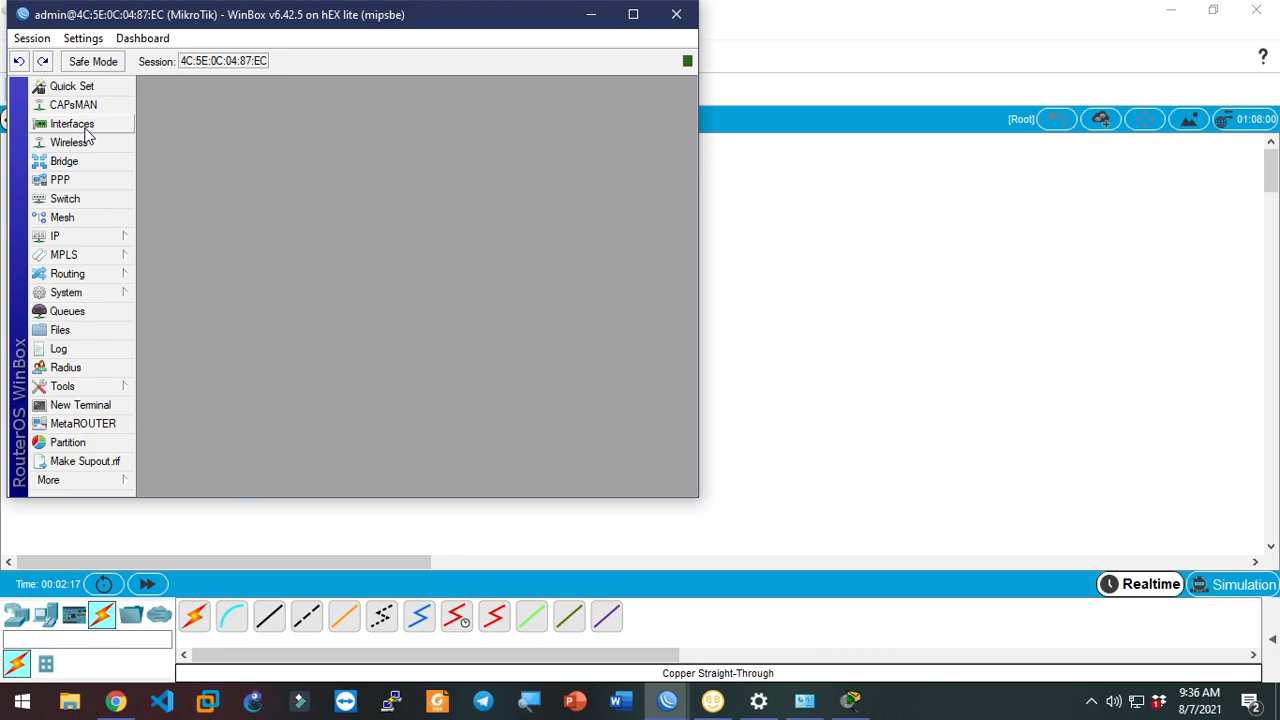 admin@4C:5E:0C:04:87:EC (MikroTik) - WinBox v6.42.5 on hEX lite (mipsbe)
Session Settings Dashboard
Safe Mode Session: 4C:5E:0C:04:87:EC
Quick Set
CAPsMAN
Interfaces
Wireless
Bridge
PPP
Switch
Mesh
IP
MPLS
Routing
System
Queues
Files
Log
Radius
Tools
New Terminal
MetaROUTER
Partition
Make Supout.rif
More
RouterOS WinBox
?
[Root] 01:08:00
Time: 00:02:17
Realtime Simulation
Copper Straight-Through
9:36 AM
8/7/2021
1
2